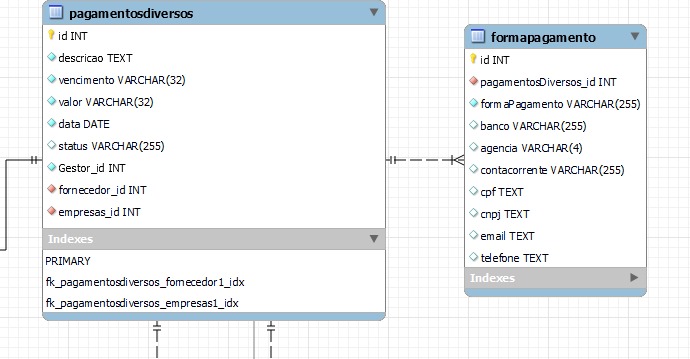 pagamentosdiversos
id INT
descricao TEXT
vencimento VARCHAR(32)
valor VARCHAR(32)
data DATE
status VARCHAR(255)
Gestor_id INT
fornecedor_id INT
empresas_id INT
Indexes
PRIMARY
fk_pagamentosdiversos_fornecedor1_idx
fk_pagamentosdiversos_empresas1_idx
formapagamento
id INT
pagamentosDiversos_id INT
formaPagamento VARCHAR(255)
banco VARCHAR(255)
agencia VARCHAR(4)
contacorrente VARCHAR(255)
cpf TEXT
cnpj TEXT
email TEXT
telefone TEXT
Indexes